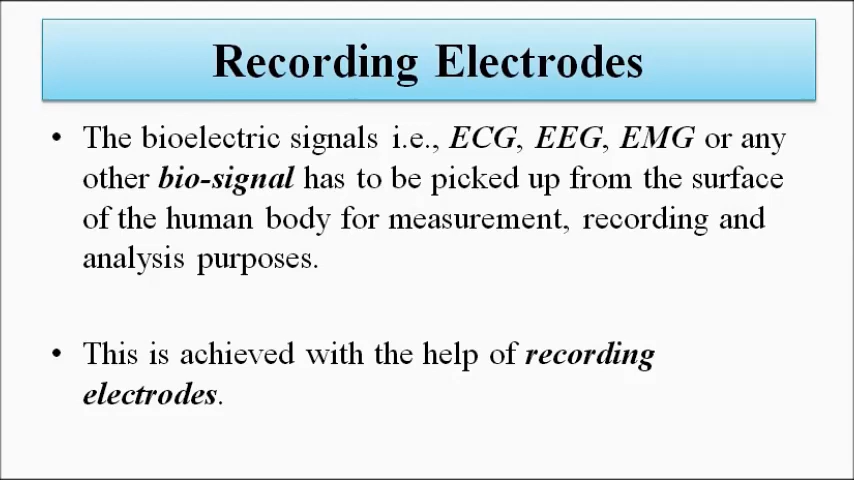 Recording Electrodes
• The bioelectric signals i.e., ECG, EEG, EMG or any
other bio-signal has to be picked up from the surface
of the human body for measurement, recording and
analysis purposes.
• This is achieved with the help of recording
electrodes.